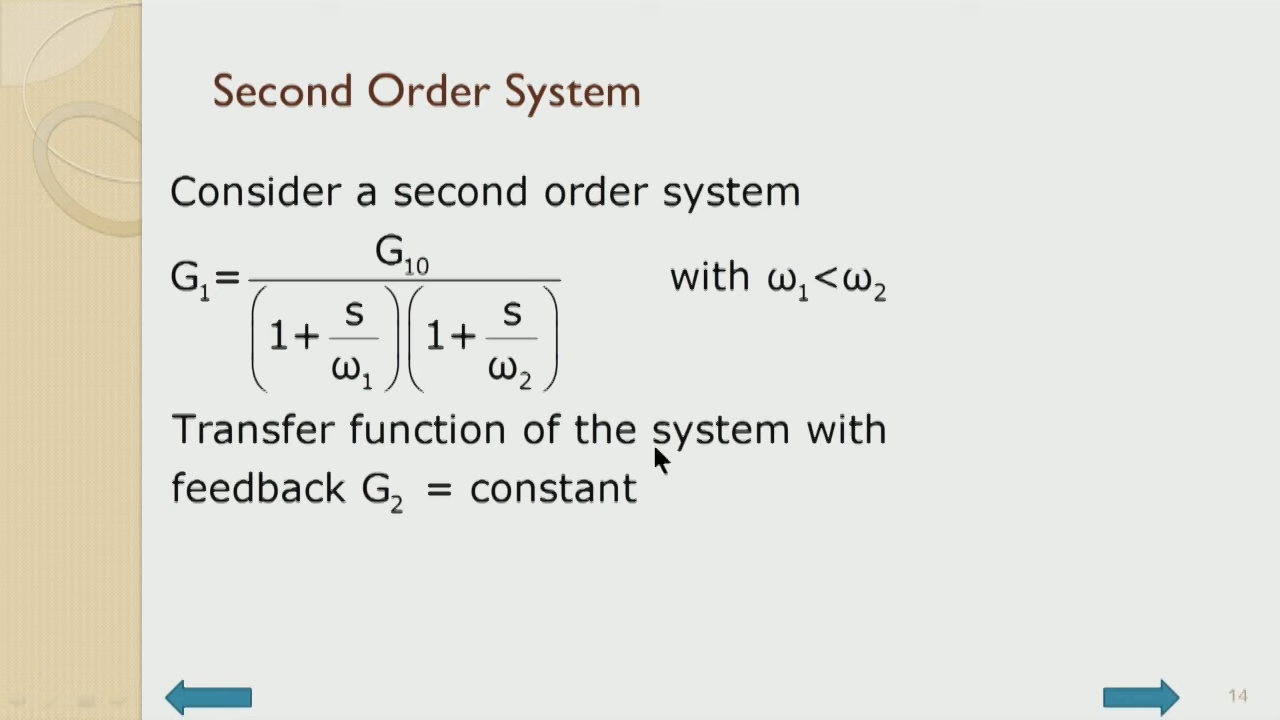 Second Order System
Consider a second order system
G₁= G₁₀ / (1+ s/ω₁)(1+ s/ω₂) with ω₁<ω₂
Transfer function of the system with
feedback G₂ = constant
14